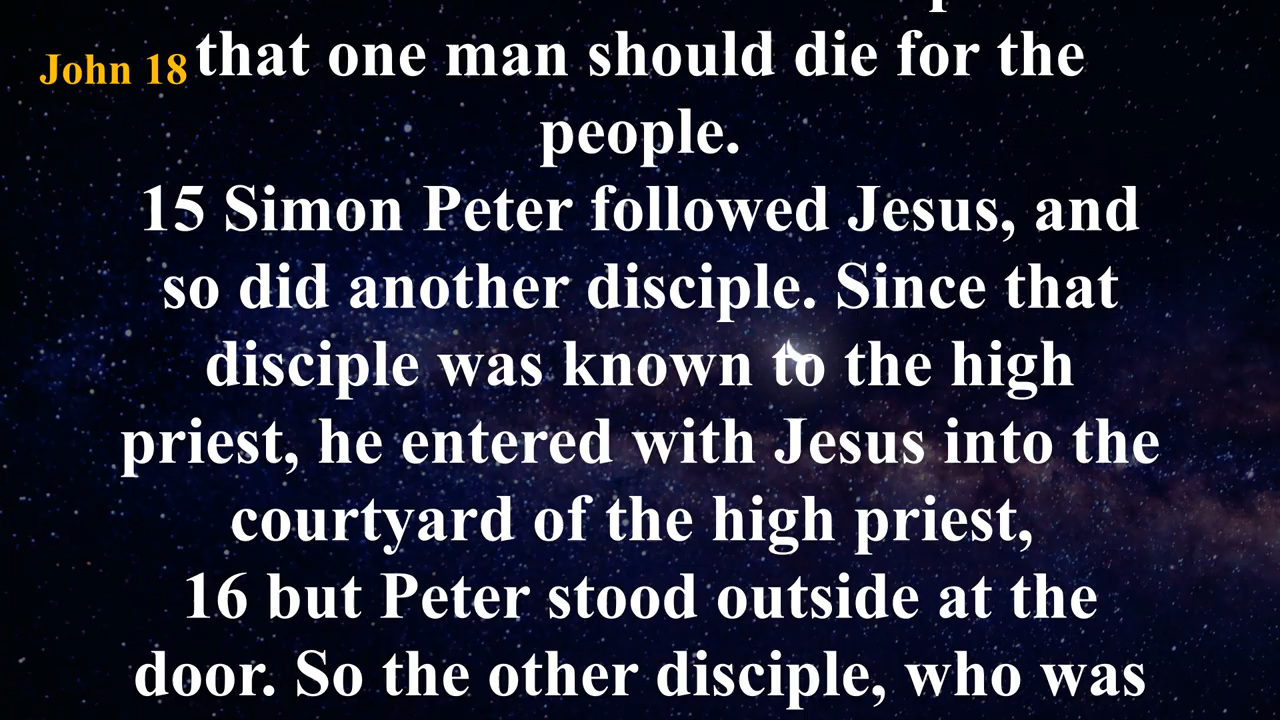 John 18
that one man should die for the
people.
15 Simon Peter followed Jesus, and
so did another disciple. Since that
disciple was known to the high
priest, he entered with Jesus into the
courtyard of the high priest,
16 but Peter stood outside at the
door. So the other disciple, who was